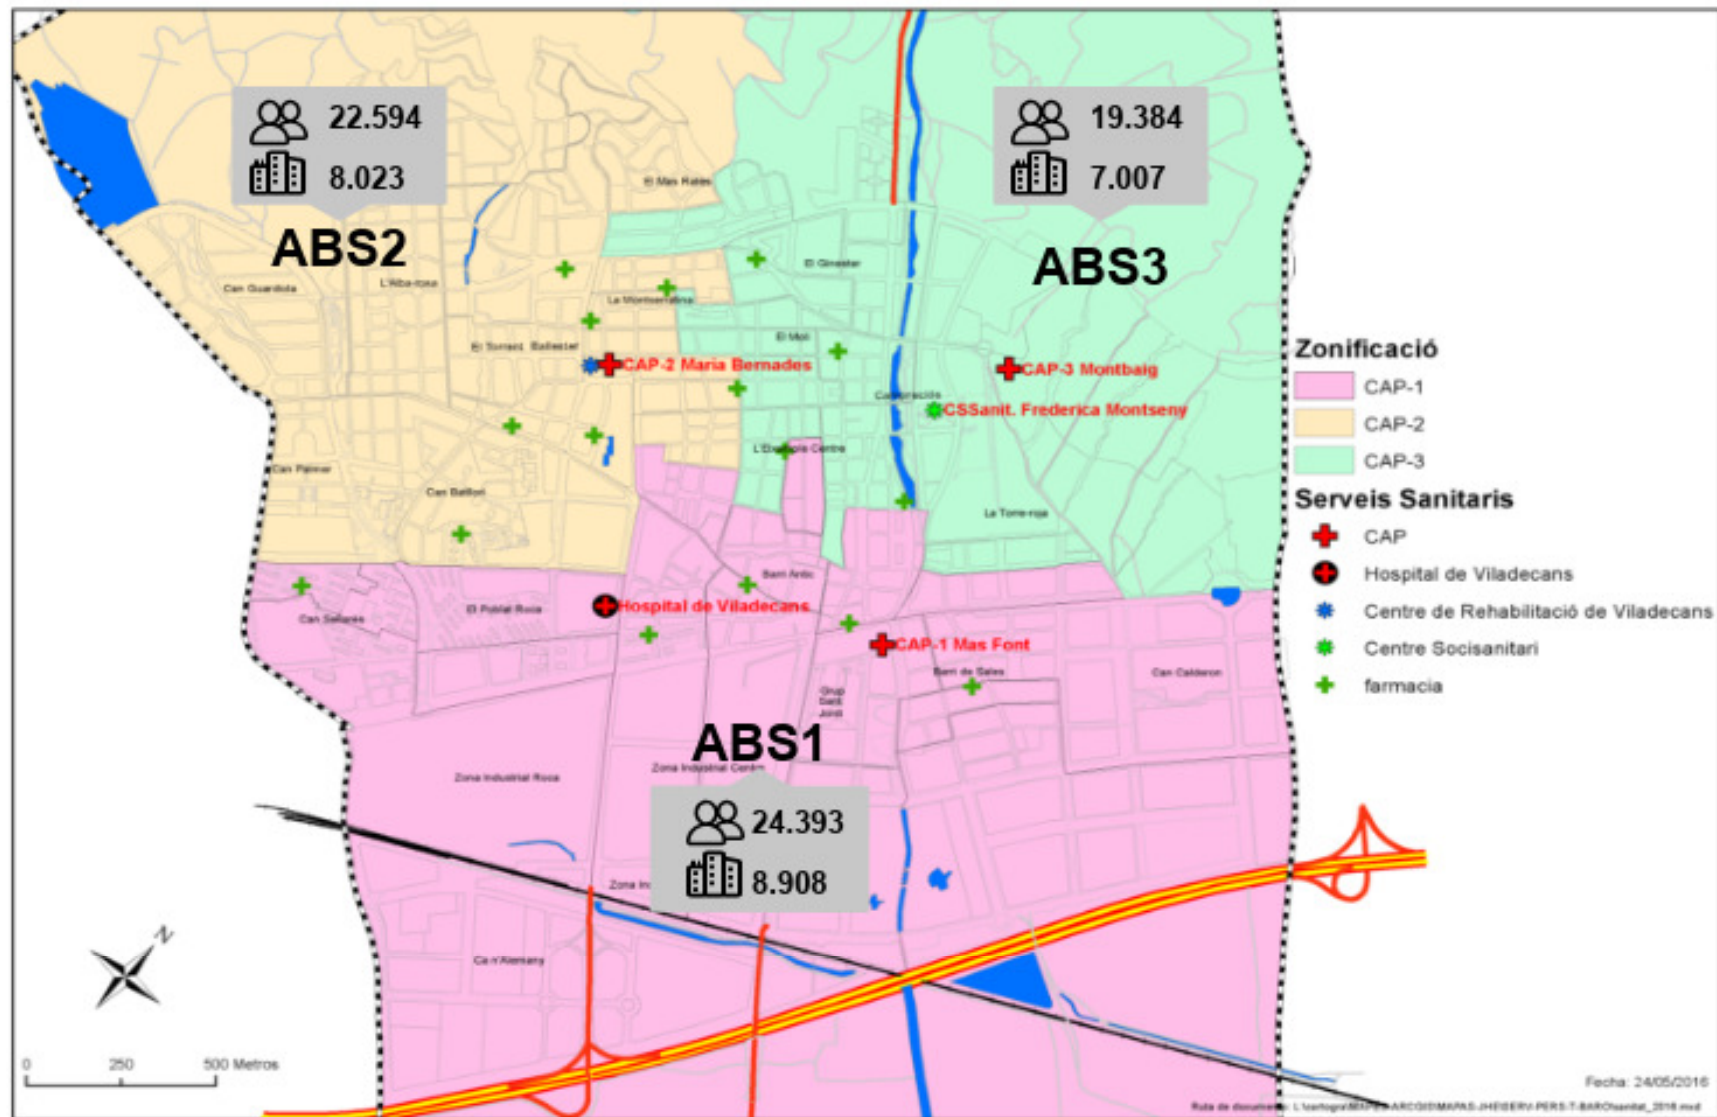 22.594
8.023
ABS2
19.384
7.007
ABS3
El Mas Ratés
El Ginester
Can Guardiola
L'Alba-rosa
La Montserratina
El Torrent Ballester
El Molí
CAP-2 Maria Bernades
CAP-3 Montbaig
CSSanit. Frederica Montseny
L'Eixample Centre
Can Palmer
Can Batllori
La Torre-roja
Barri Antic
El Poblat Roca
Can Sellarès
Hospital de Viladecans
CAP-1 Mas Font
Barri de Sales
Can Calderon
Grup
Sant
Jordi
ABS1
Zona Industrial Roca
Zona Industrial Centre
24.393
8.908
Zona In
Ca n'Alemany
N
0 250 500 Metros
Zonificació
CAP-1
CAP-2
CAP-3
Serveis Sanitaris
CAP
Hospital de Viladecans
Centre de Rehabilitació de Viladecans
Centre Socisanitari
farmacia
Fecha: 24/05/2016